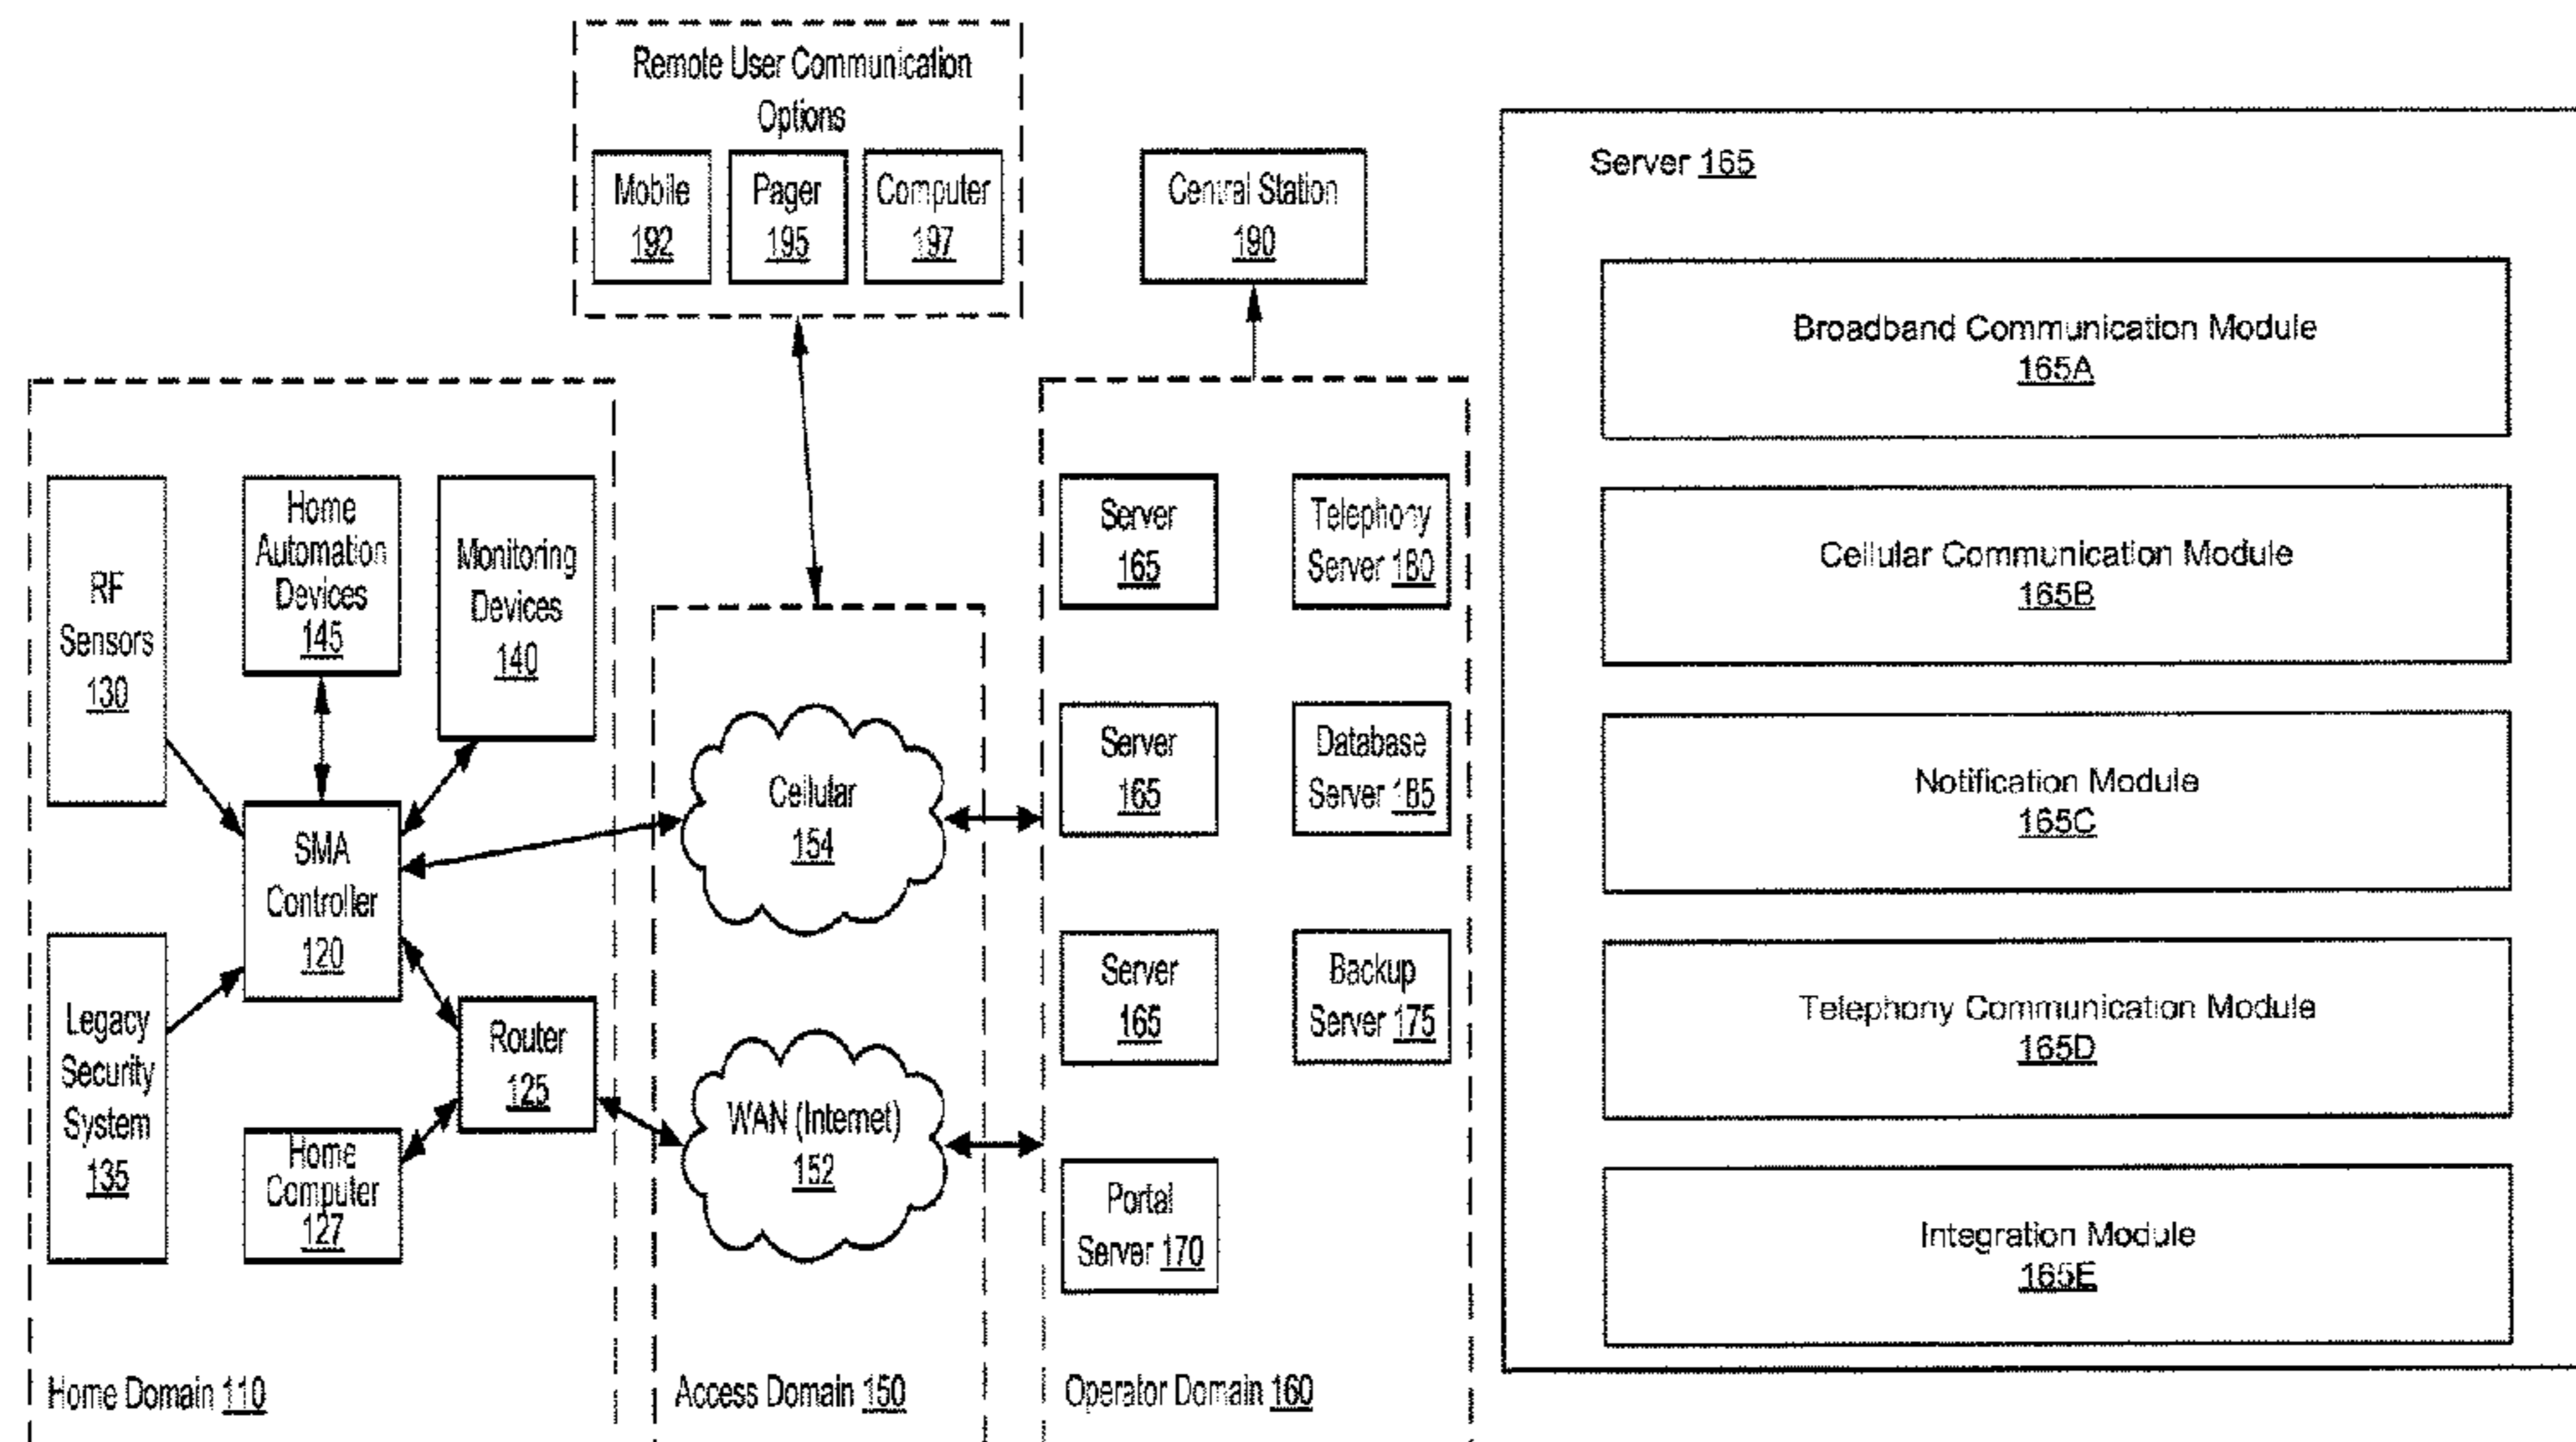 Remote User Communication
Options
Mobile
192
Pager
195
Computer
197
Central Station
190
RF
Sensors
130
Home
Automation
Devices
145
Monitoring
Devices
140
SMA
Controller
120
Legacy
Security
System
135
Router
125
Home
Computer
127
Home Domain 110
Cellular
154
WAN (Internet)
152
Access Domain 150
Server
165
Telephony
Server 180
Server
165
Database
Server 185
Server
165
Backup
Server 175
Portal
Server 170
Operator Domain 160
Server 165
Broadband Communication Module
165A
Cellular Communication Module
165B
Notification Module
165C
Telephony Communication Module
165D
Integration Module
165E